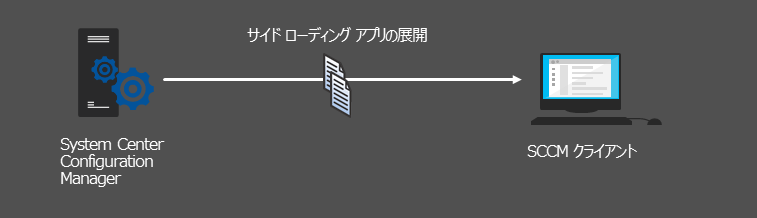 サイド ローディング アプリの展開
System Center
Configuration
Manager
SCCM クライアント